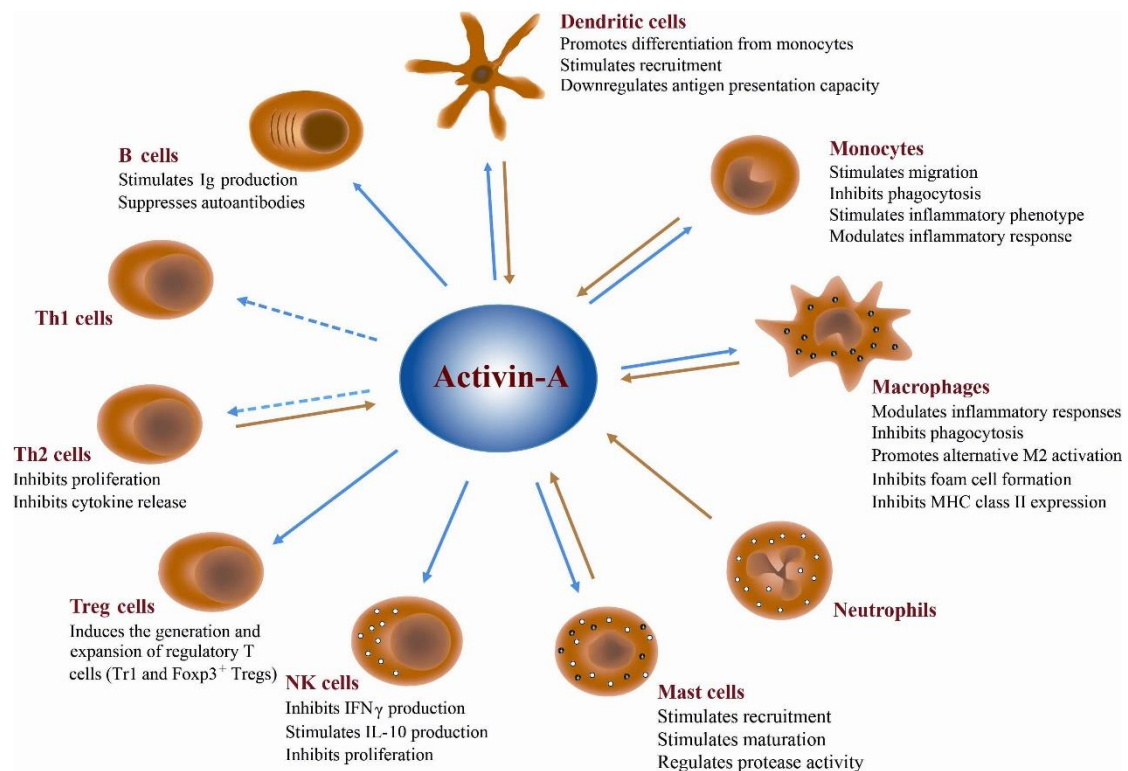 Dendritic cells
Promotes differentiation from monocytes
Stimulates recruitment
Downregulates antigen presentation capacity
B cells
Stimulates Ig production
Suppresses autoantibodies
Monocytes
Stimulates migration
Inhibits phagocytosis
Stimulates inflammatory phenotype
Modulates inflammatory response
Th1 cells
Activin-A
Macrophages
Modulates inflammatory responses
Inhibits phagocytosis
Promotes alternative M2 activation
Inhibits foam cell formation
Inhibits MHC class II expression
Th2 cells
Inhibits proliferation
Inhibits cytokine release
Treg cells
Induces the generation and
expansion of regulatory T
cells (Tr1 and Foxp3⁺ Tregs)
Neutrophils
NK cells
Inhibits IFNγ production
Stimulates IL-10 production
Inhibits proliferation
Mast cells
Stimulates recruitment
Stimulates maturation
Regulates protease activity